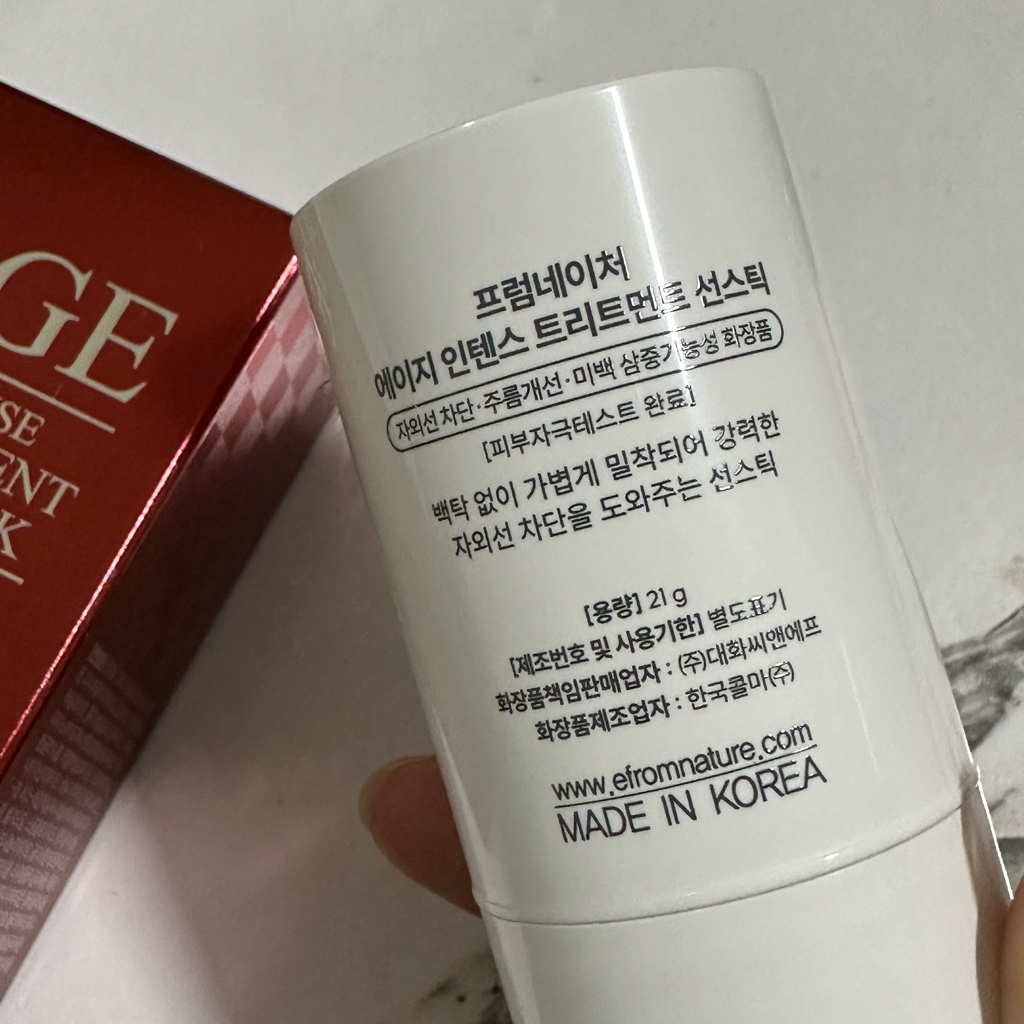 GE
SE
ENT
K
프럼네이처
에이지 인텐스 트리트먼트 선스틱
자외선 차단·주름개선·미백 삼중기능성 화장품
[피부자극테스트 완료]
백탁 없이 가볍게 밀착되어 강력한
자외선 차단을 도와주는 선스틱
[용량] 21 g
[제조번호 및 사용기한] 별도표기
화장품책임판매업자 : (주)대화씨앤에프
화장품제조업자 : 한국콜마(주)
www.efromnature.com
MADE IN KOREA